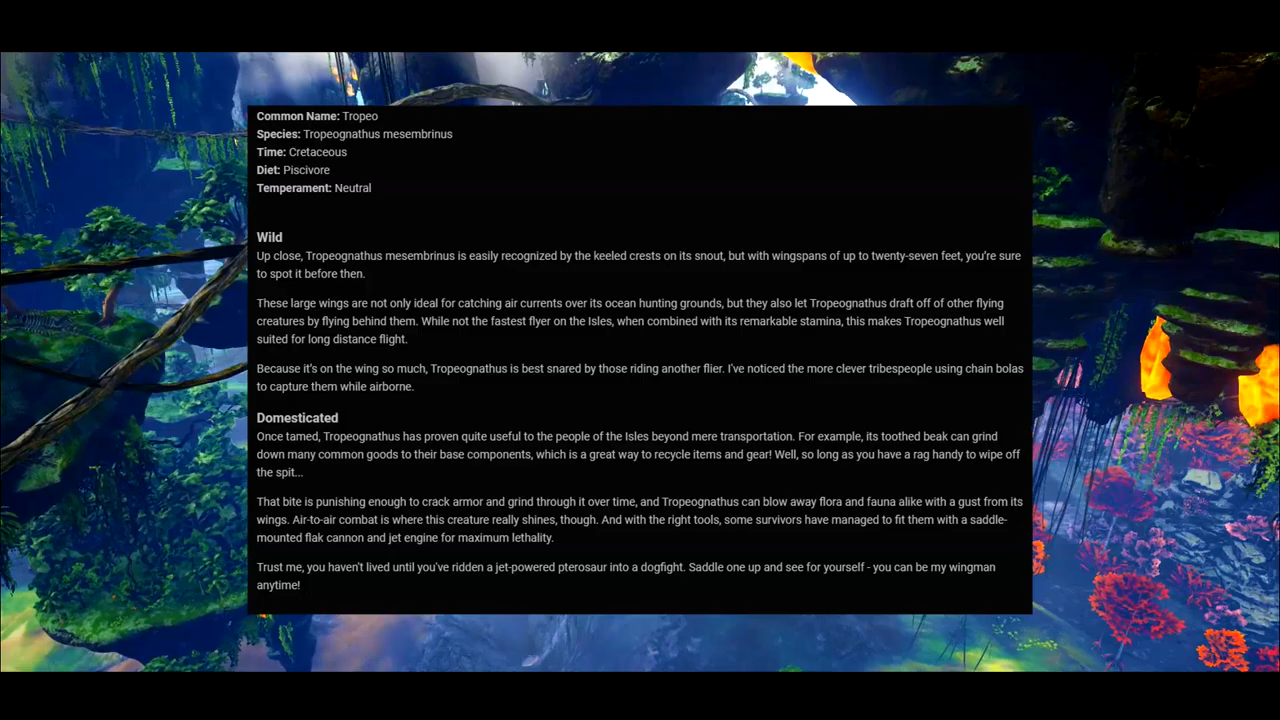 Common Name: Tropeo
Species: Tropeognathus mesembrinus
Time: Cretaceous
Diet: Piscivore
Temperament: Neutral
Wild
Up close, Tropeognathus mesembrinus is easily recognized by the keeled crests on its snout, but with wingspans of up to twenty-seven feet, you’re sure
to spot it before then.
These large wings are not only ideal for catching air currents over its ocean hunting grounds, but they also let Tropeognathus draft off of other flying
creatures by flying behind them. While not the fastest flyer on the Isles, when combined with its remarkable stamina, this makes Tropeognathus well
suited for long distance flight.
Because it’s on the wing so much, Tropeognathus is best snared by those riding another flier. I've noticed the more clever tribespeople using chain bolas
to capture them while airborne.
Domesticated
Once tamed, Tropeognathus has proven quite useful to the people of the Isles beyond mere transportation. For example, its toothed beak can grind
down many common goods to their base components, which is a great way to recycle items and gear! Well, so long as you have a rag handy to wipe off
the spit...
That bite is punishing enough to crack armor and grind through it over time, and Tropeognathus can blow away flora and fauna alike with a gust from its
wings. Air-to-air combat is where this creature really shines, though. And with the right tools, some survivors have managed to fit them with a saddle-
mounted flak cannon and jet engine for maximum lethality.
Trust me, you haven't lived until you've ridden a jet-powered pterosaur into a dogfight. Saddle one up and see for yourself - you can be my wingman
anytime!